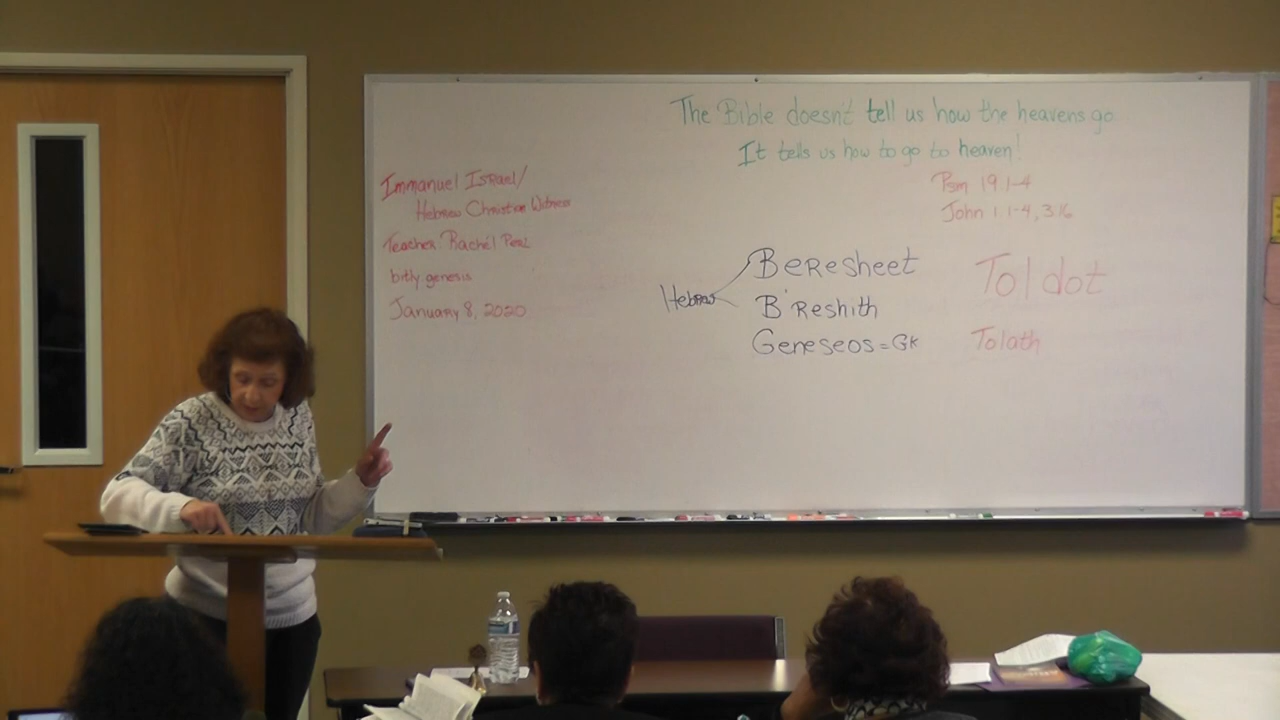 The Bible doesn't tell us how the heavens go
It tells us how to go to heaven!
Psm 19 1-4
John 1 1-4, 3:16
Immanuel Israel/
Hebrew Christian Witness
Teacher Rachel Perl
bitly.genesis
January 8, 2020
Hebrew
Beresheet
B'Reshith
Geneseos = GK
Toldot
Tolath